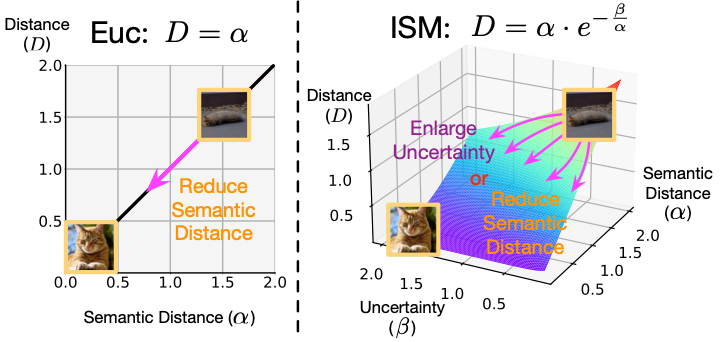 Euc: D = α
Distance
(D)
2.0
1.5
1.0
0.5
0.0 0.5 1.0 1.5 2.0
Reduce
Semantic
Distance
Semantic Distance (α)
ISM: D = α · e^{-\frac{β}{α}}
Distance
(D)
1.5
1.0
0.5
Enlarge
Uncertainty
or
Reduce
Semantic
Distance
Semantic
Distance
(α)
2.0
1.5
1.0
0.5
2.0
1.5
1.0
0.5
Uncertainty
(β)